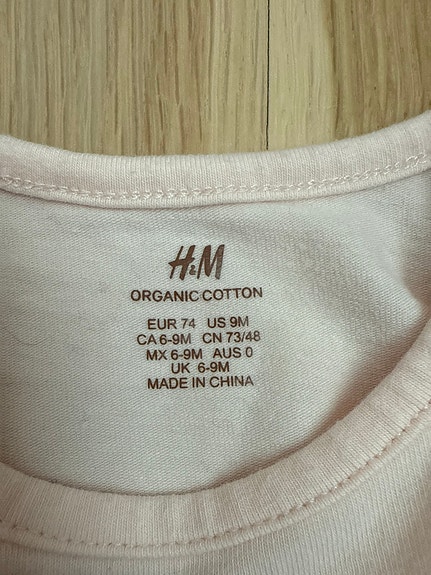 H&M
ORGANIC COTTON
EUR 74 US 9M
CA 6-9M CN 73/48
MX 6-9M AUS 0
UK 6-9M
MADE IN CHINA